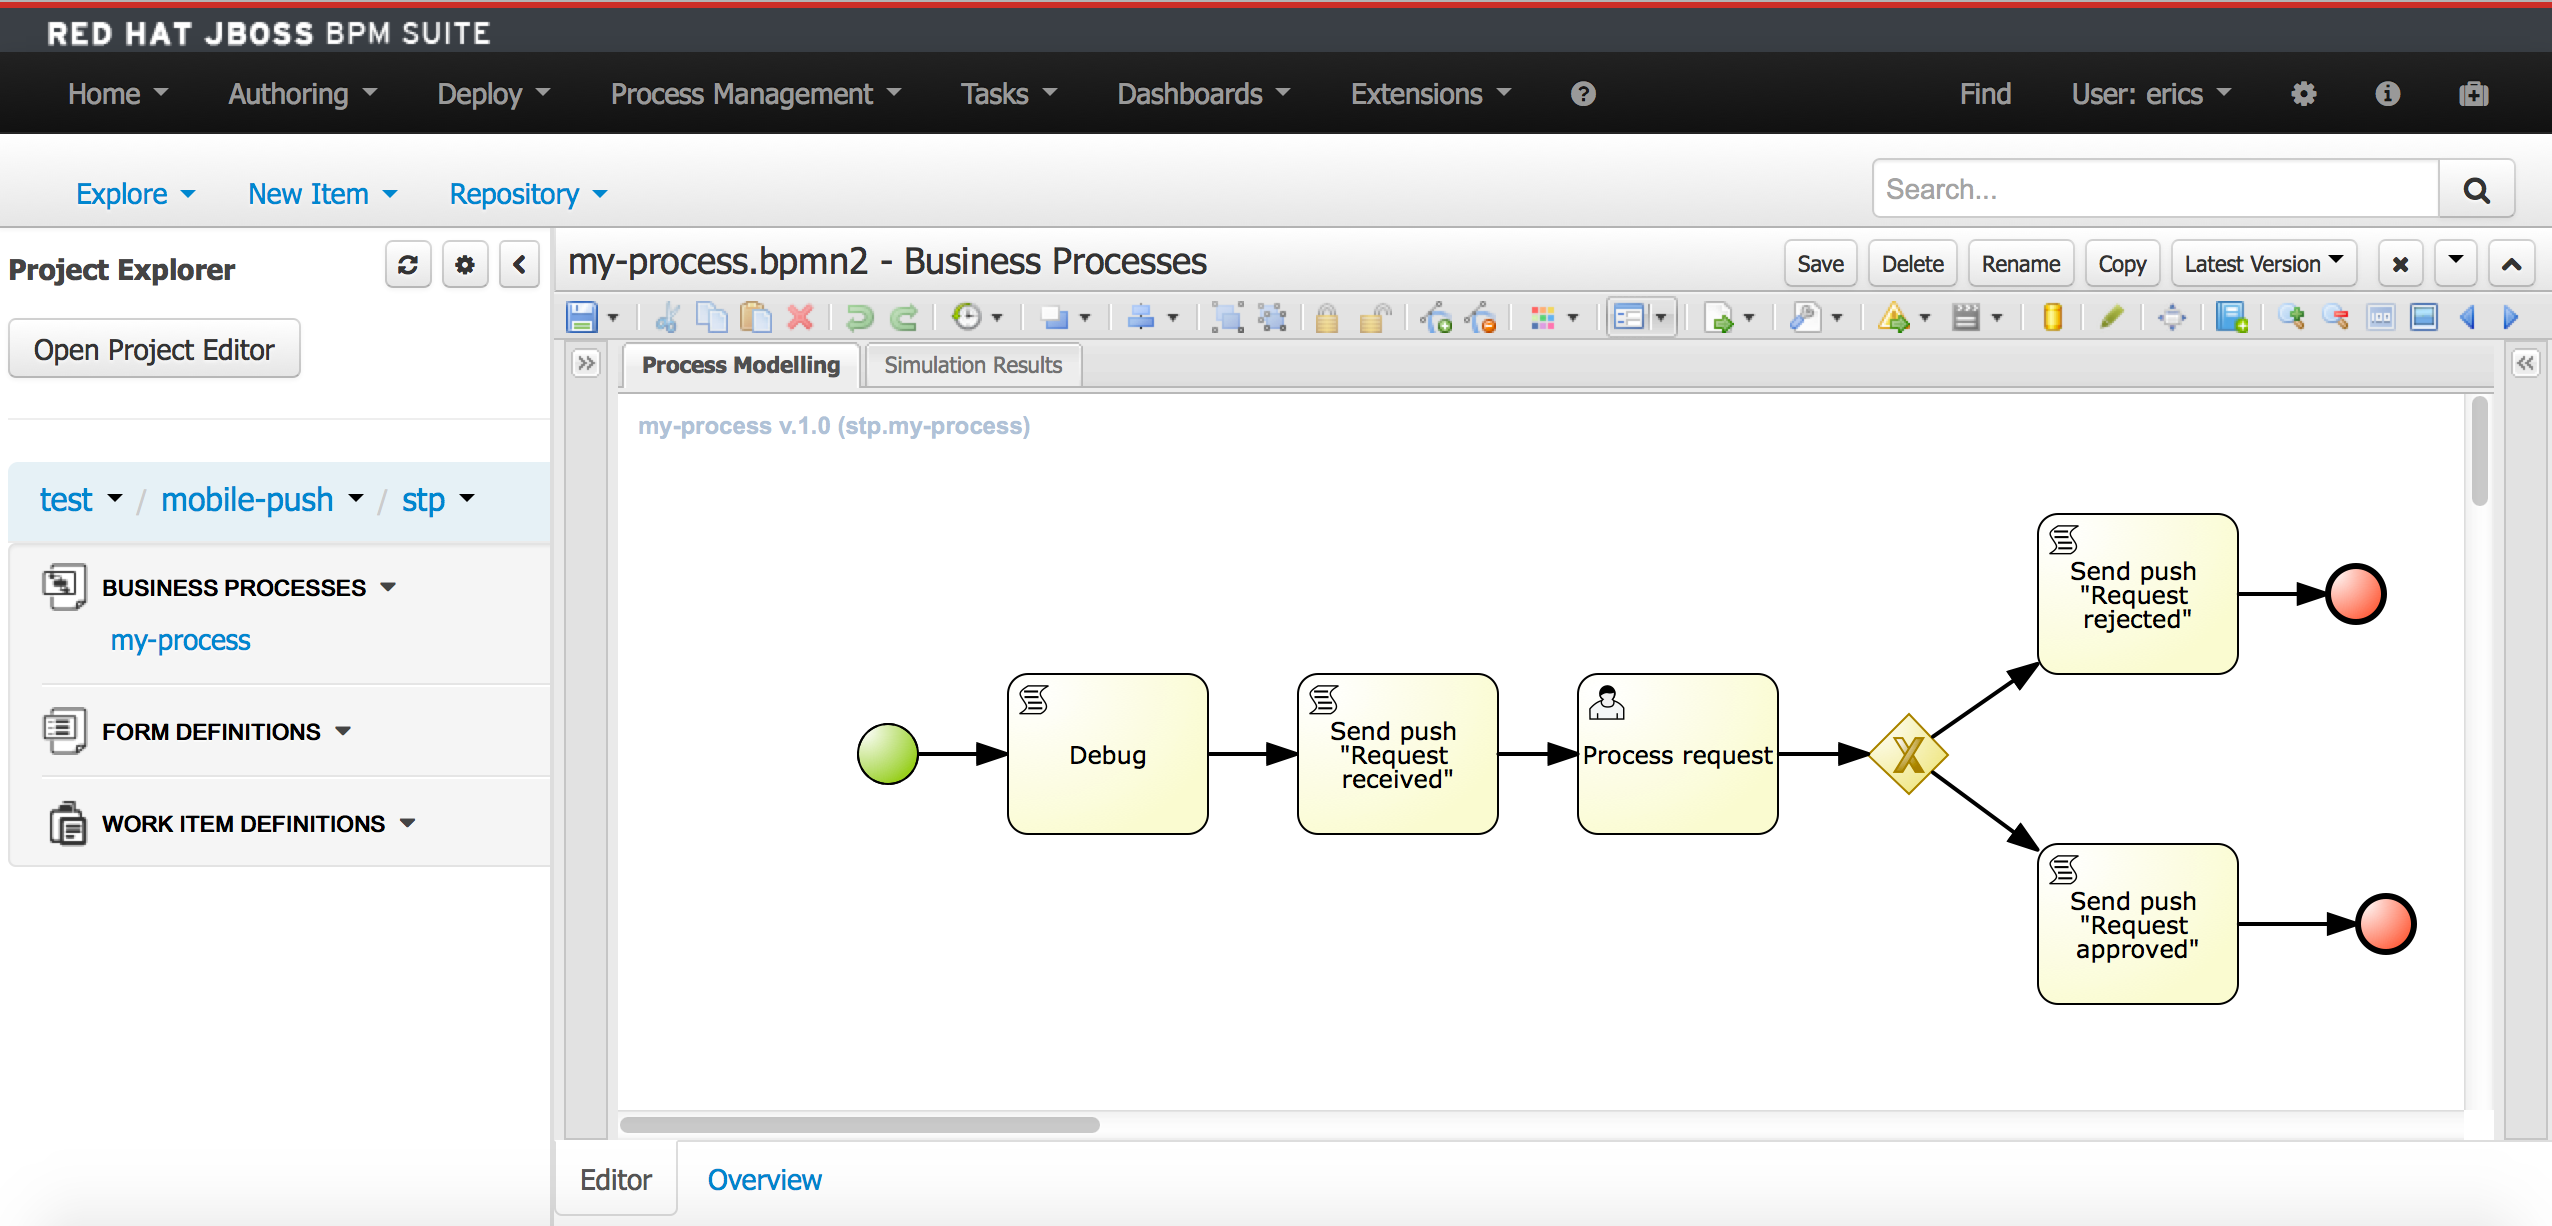 RED HAT JBOSS BPM SUITE
Home Authoring Deploy Process Management Tasks Dashboards Extensions Find User: erics
Explore New Item Repository Search...
Project Explorer
Open Project Editor
test / mobile-push / stp
BUSINESS PROCESSES
my-process
FORM DEFINITIONS
WORK ITEM DEFINITIONS
my-process.bpmn2 - Business Processes
Save Delete Rename Copy Latest Version
Process Modelling Simulation Results
my-process v.1.0 (stp.my-process)
Debug
Send push
"Request
received"
Process request
X
Send push
"Request
rejected"
Send push
"Request
approved"
Editor Overview